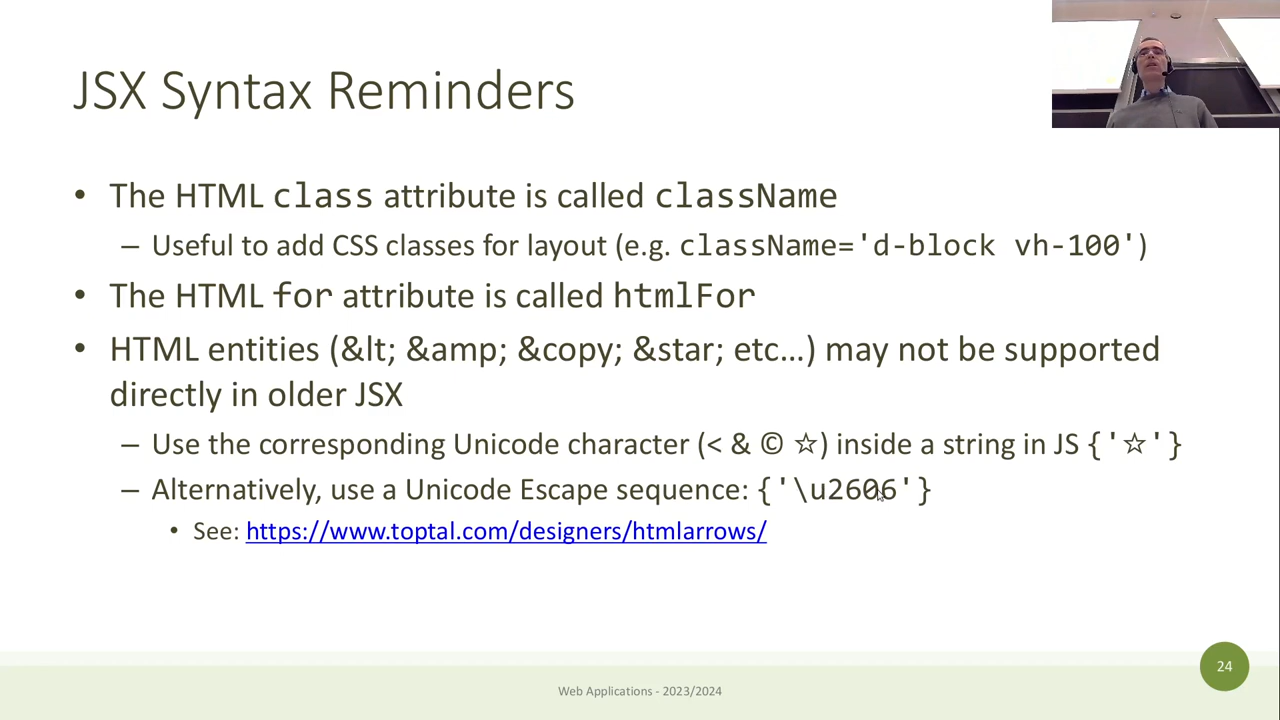 JSX Syntax Reminders
• The HTML class attribute is called className
– Useful to add CSS classes for layout (e.g. className='d-block vh-100')
• The HTML for attribute is called htmlFor
• HTML entities (&lt; &amp; &copy; &star; etc…) may not be supported
directly in older JSX
– Use the corresponding Unicode character (< & © ☆) inside a string in JS {'☆'}
– Alternatively, use a Unicode Escape sequence: {'\u2606'}
• See: https://www.toptal.com/designers/htmlarrows/
24
Web Applications - 2023/2024